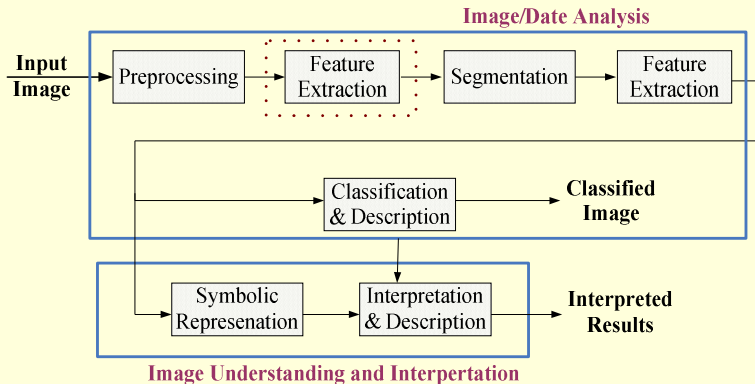 Image/Date Analysis
Input
Image
Preprocessing
Feature
Extraction
Segmentation
Feature
Extraction
Classification
& Description
Classified
Image
Symbolic
Represenation
Interpretation
& Description
Interpreted
Results
Image Understanding and Interpertation